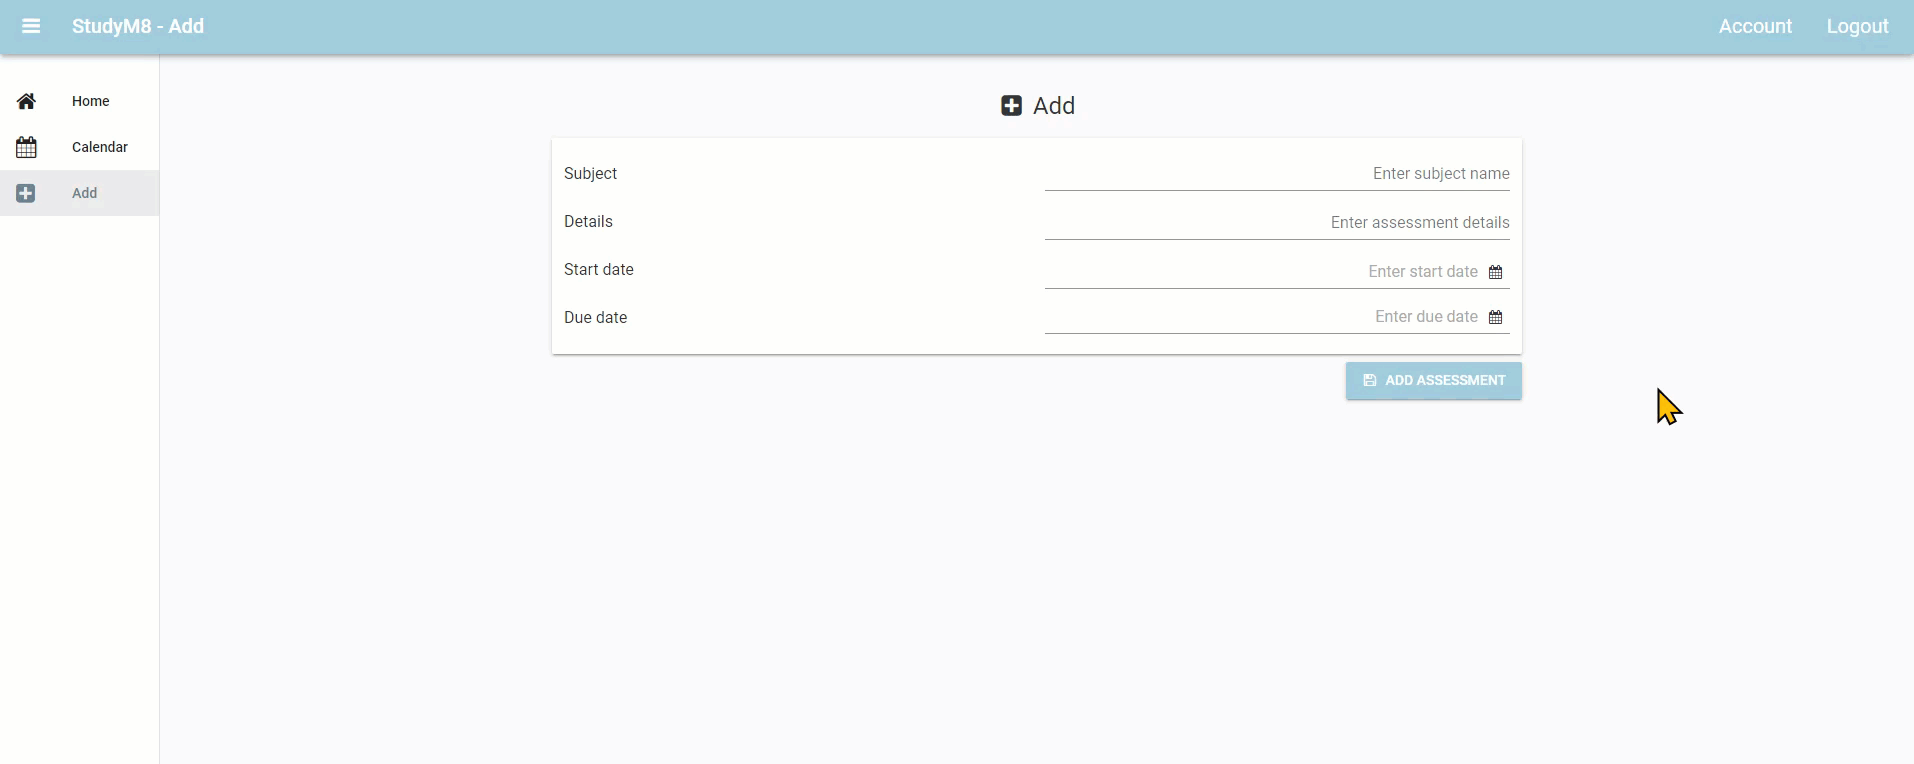 StudyM8 - Add
Account
Logout
Home
Calendar
Add
Add
Subject
Enter subject name
Details
Enter assessment details
Start date
Enter start date
Due date
Enter due date
ADD ASSESSMENT